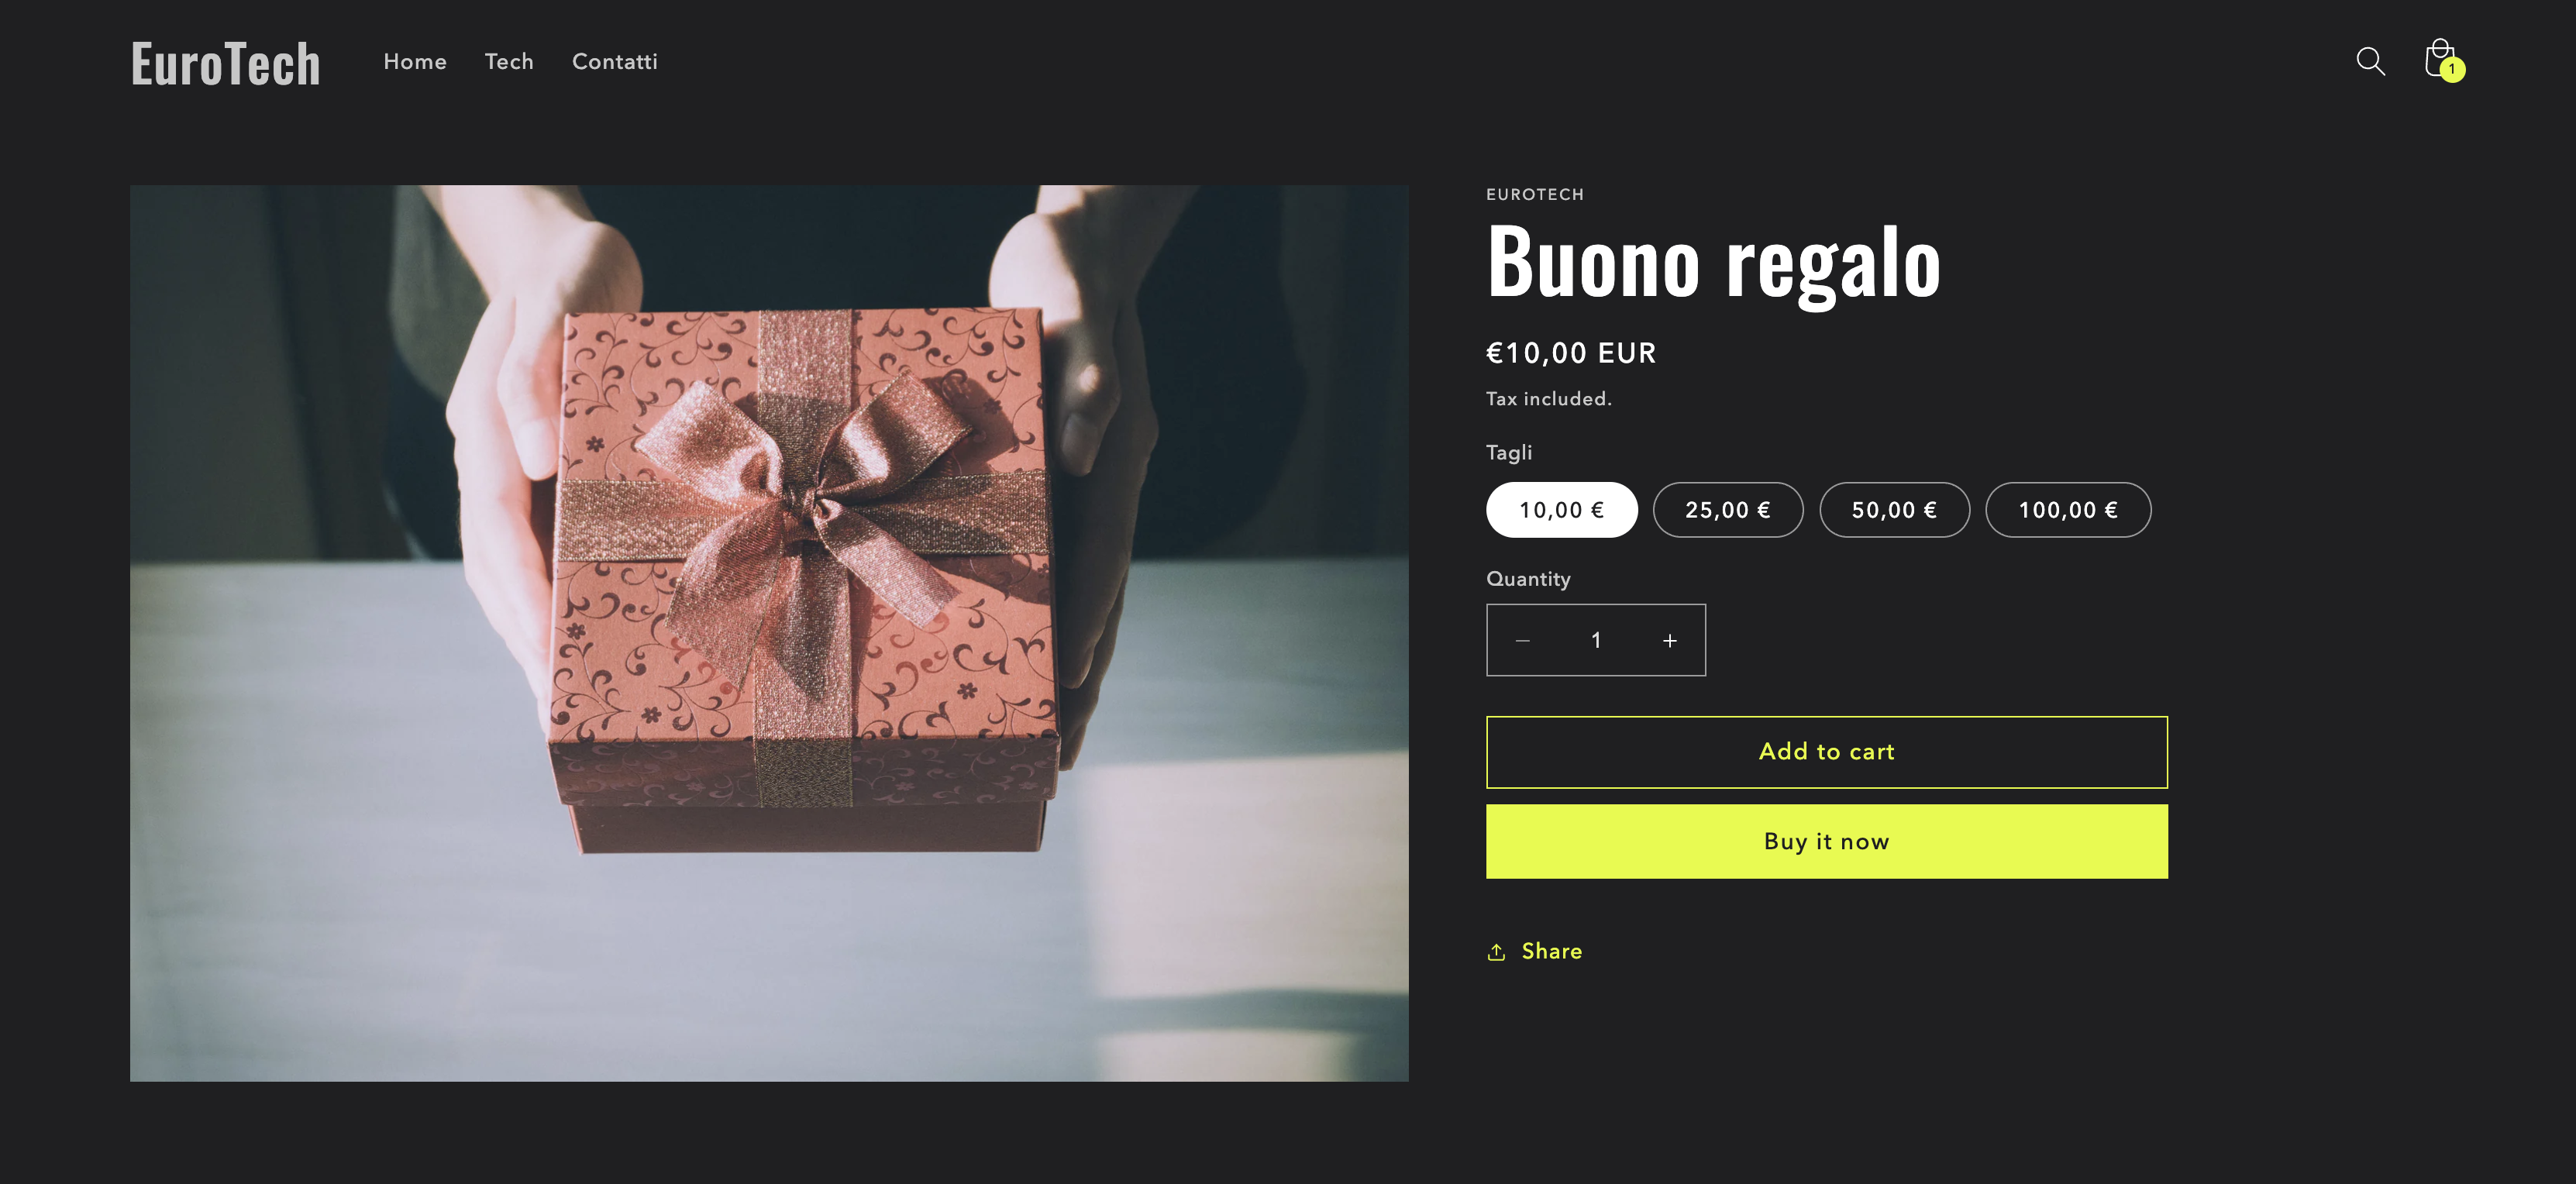 EuroTech
Home Tech Contatti
1
EUROTECH
Buono regalo
€10,00 EUR
Tax included.
Tagli
10,00 € 25,00 € 50,00 € 100,00 €
Quantity
− 1 +
Add to cart
Buy it now
Share